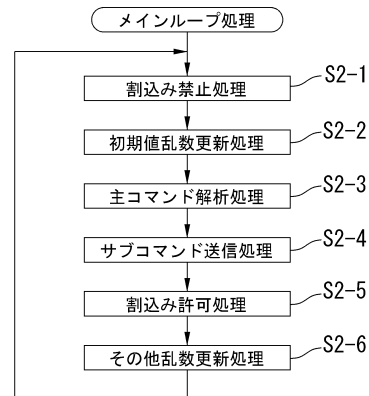 メインループ処理
割込み禁止処理 S2-1
初期値乱数更新処理 S2-2
主コマンド解析処理 S2-3
サブコマンド送信処理 S2-4
割込み許可処理 S2-5
その他乱数更新処理 S2-6